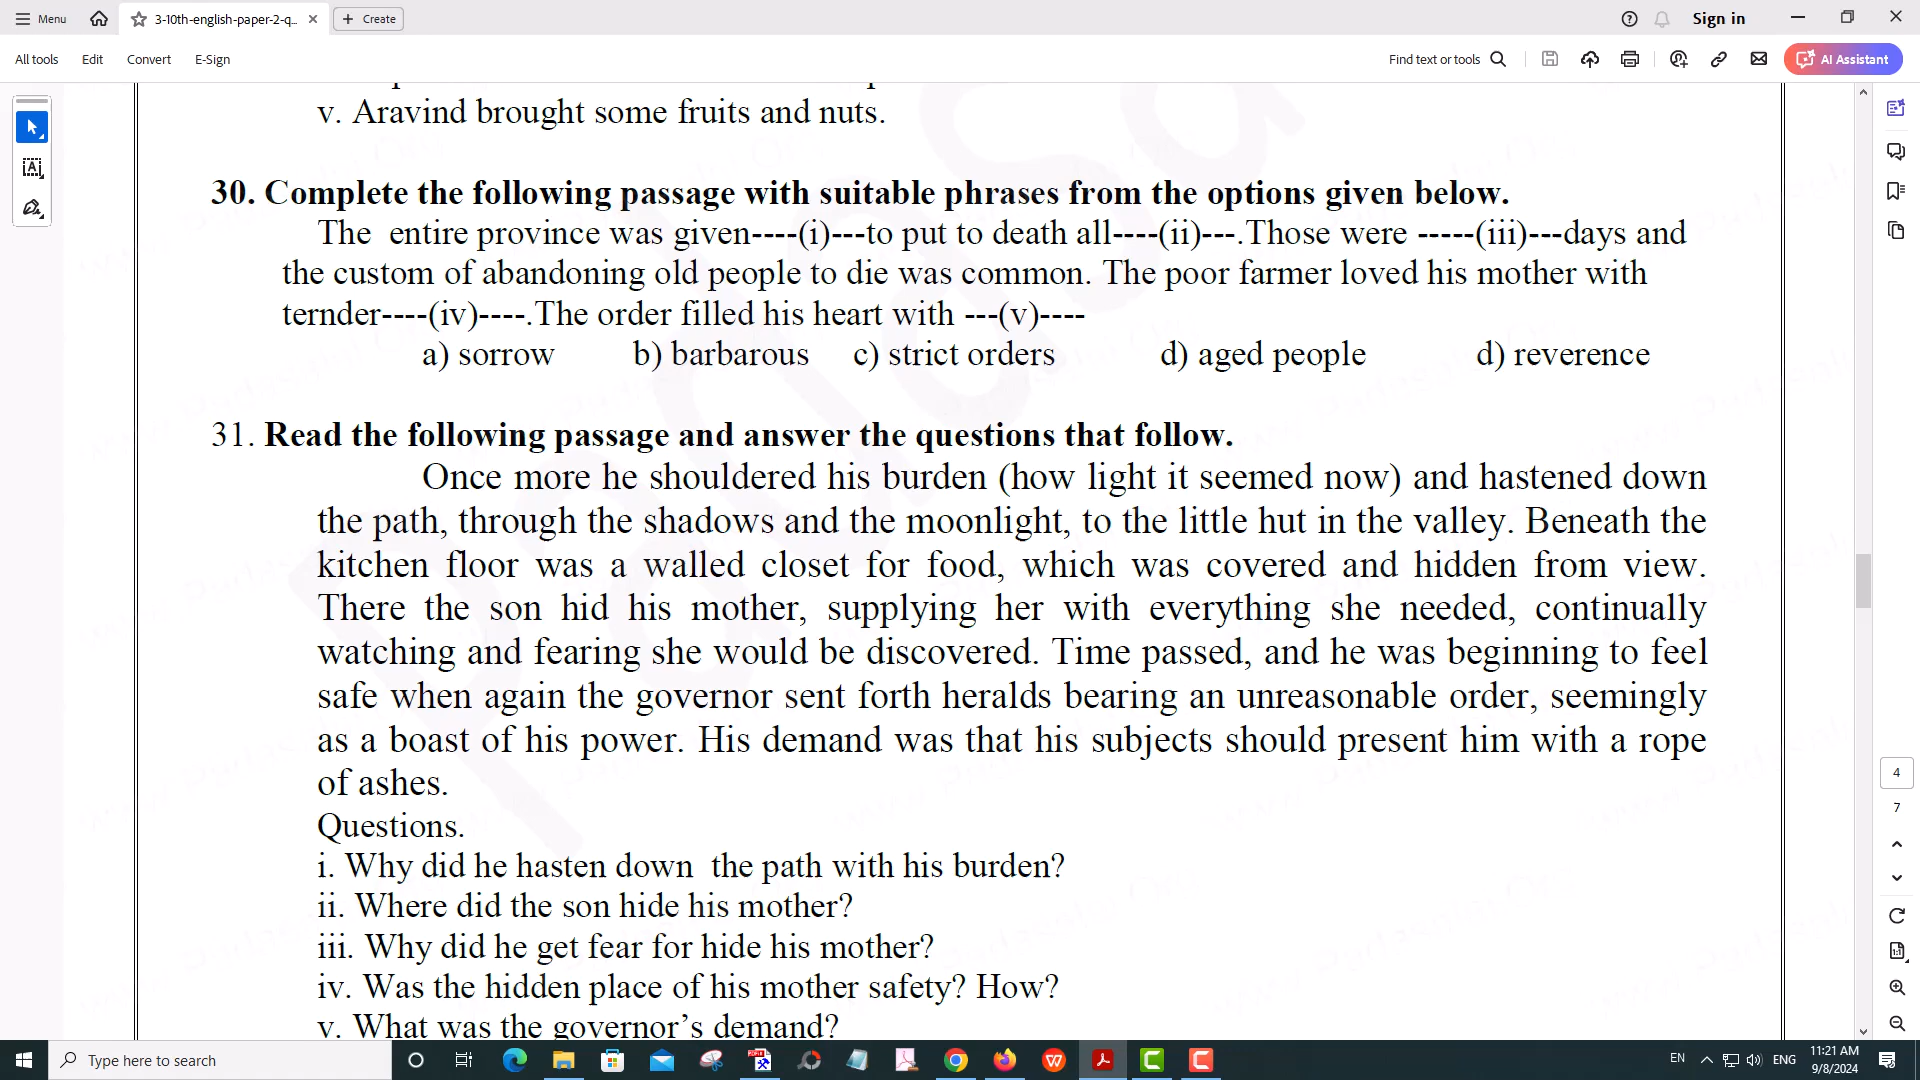 Menu
3-10th-english-paper-2-q...
Create
Sign in
All tools
Edit
Convert
E-Sign
Find text or tools
AI Assistant
v. Aravind brought some fruits and nuts.
30. Complete the following passage with suitable phrases from the options given below.
The entire province was given----(i)---to put to death all----(ii)---.Those were -----(iii)---days and
the custom of abandoning old people to die was common. The poor farmer loved his mother with
ternder----(iv)----.The order filled his heart with ---(v)----
a) sorrow b) barbarous c) strict orders d) aged people d) reverence
31. Read the following passage and answer the questions that follow.
Once more he shouldered his burden (how light it seemed now) and hastened down
the path, through the shadows and the moonlight, to the little hut in the valley. Beneath the
kitchen floor was a walled closet for food, which was covered and hidden from view.
There the son hid his mother, supplying her with everything she needed, continually
watching and fearing she would be discovered. Time passed, and he was beginning to feel
safe when again the governor sent forth heralds bearing an unreasonable order, seemingly
as a boast of his power. His demand was that his subjects should present him with a rope
of ashes.
Questions.
i. Why did he hasten down the path with his burden?
ii. Where did the son hide his mother?
iii. Why did he get fear for hide his mother?
iv. Was the hidden place of his mother safety? How?
v. What was the governor's demand?
4
7
Type here to search
EN
ENG
11:21 AM
9/8/2024